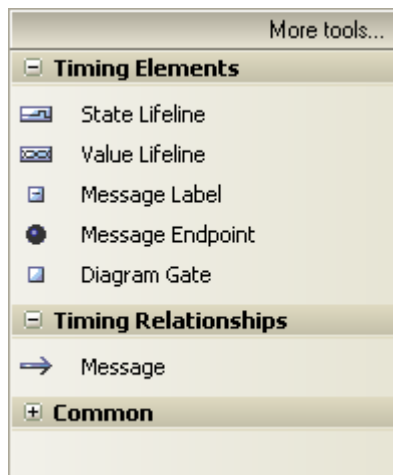 More tools...
Timing Elements
State Lifeline
Value Lifeline
Message Label
Message Endpoint
Diagram Gate
Timing Relationships
Message
Common